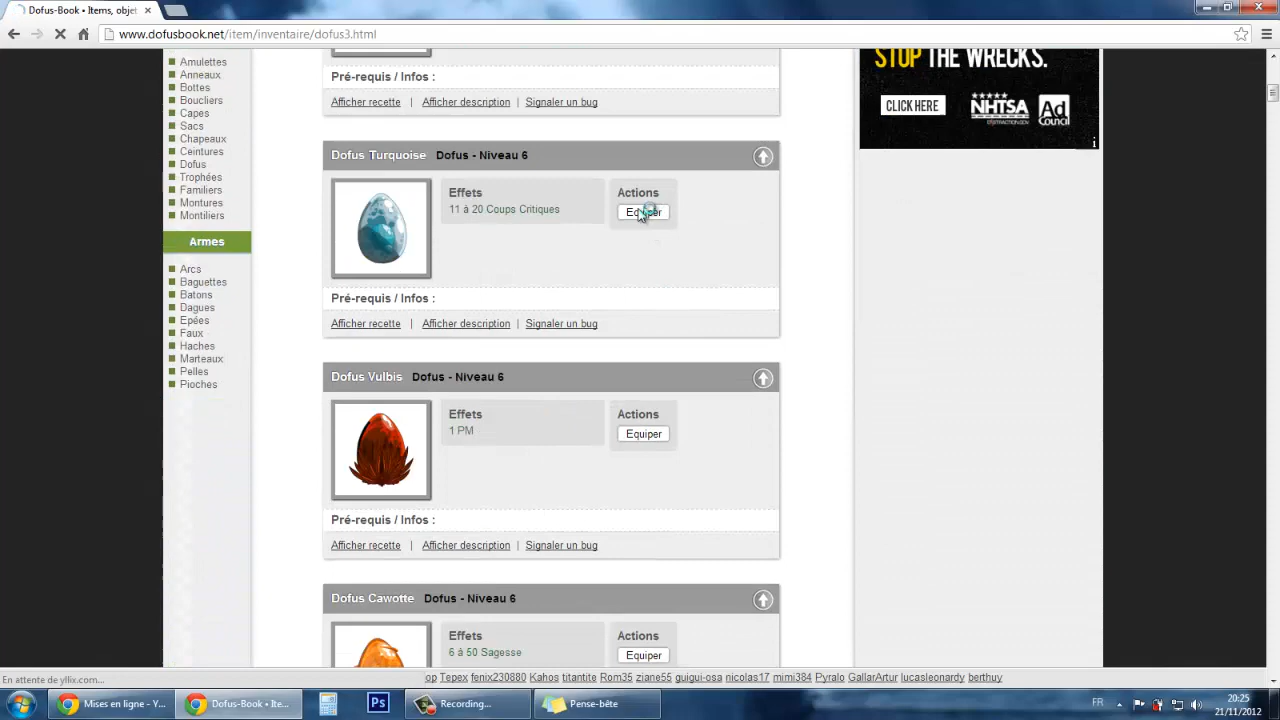 Dofus-Book • Items, objet
www.dofusbook.net/item/inventaire/dofus3.html
Amulettes
Anneaux
Bottes
Boucliers
Capes
Sacs
Chapeaux
Ceintures
Dofus
Trophées
Familiers
Montures
Montiliers
Armes
Arcs
Baguettes
Batons
Dagues
Epées
Faux
Haches
Marteaux
Pelles
Pioches
Pré-requis / Infos :
Afficher recette | Afficher description | Signaler un bug
Dofus Turquoise Dofus - Niveau 6
Effets
11 à 20 Coups Critiques
Actions
Equiper
Pré-requis / Infos :
Afficher recette | Afficher description | Signaler un bug
Dofus Vulbis Dofus - Niveau 6
Effets
1 PM
Actions
Equiper
Pré-requis / Infos :
Afficher recette | Afficher description | Signaler un bug
Dofus Cawotte Dofus - Niveau 6
Effets
6 à 50 Sagesse
Actions
Equiper
STOP THE WRECKS.
CLICK HERE
NHTSA
Ad
Council
En attente de yllix.com...
Tepex fenix230880 Tuantite Rom35 ziane55 guigui-osa nicolas17 mimi384 Pyralo GallarArtur lucasleonardy berthuy
Mises en ligne - Y...
Dofus-Book • Ite...
Ps
Recording...
Pense-bête
FR
20:25
21/11/2012